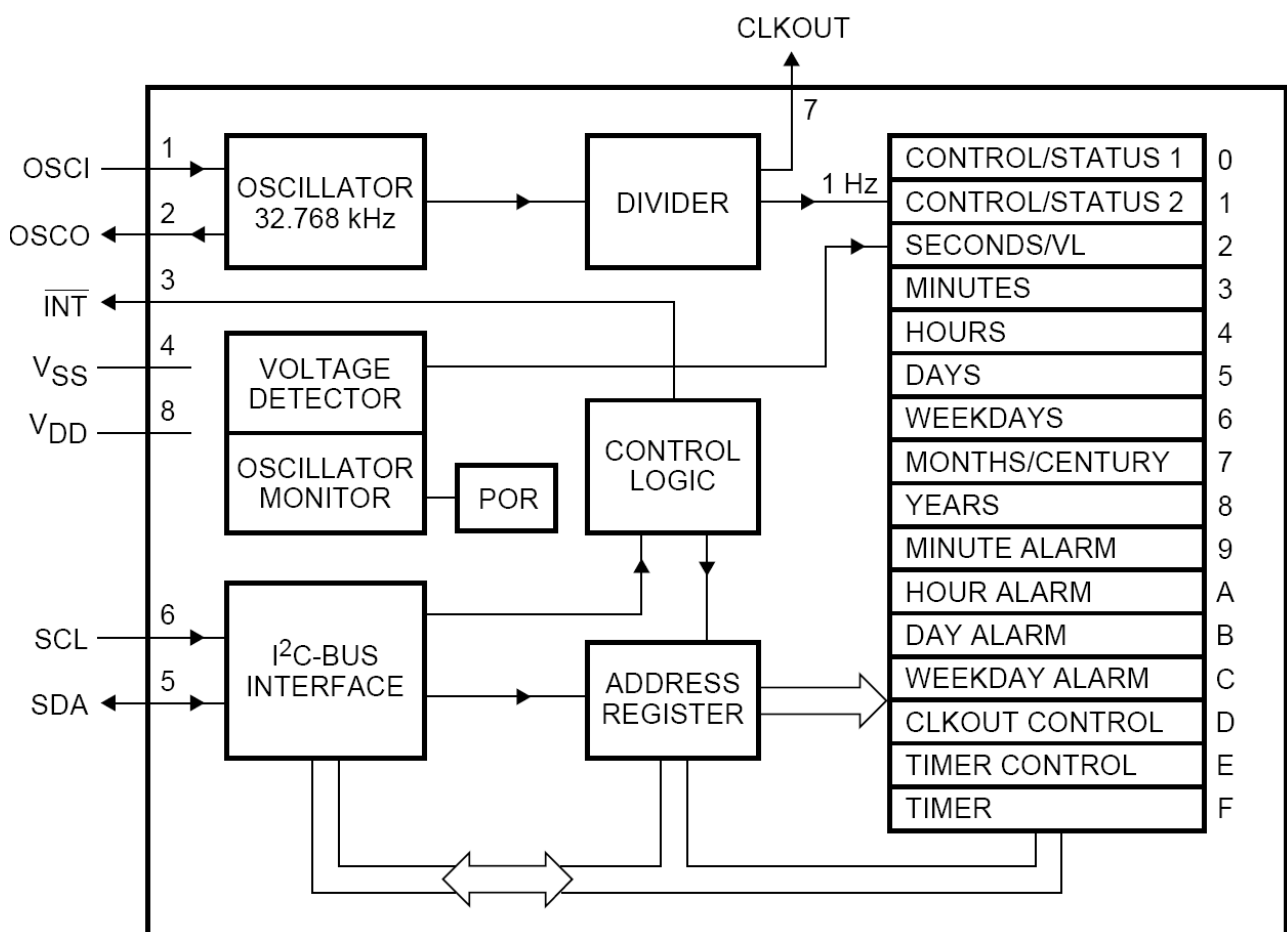 CLKOUT
7
OSCI
1
OSCILLATOR
32.768 kHz
DIVIDER
1 Hz
OSCO
2
INT
3
VSS
4
VDD
8
VOLTAGE
DETECTOR
OSCILLATOR
MONITOR
POR
CONTROL
LOGIC
SCL
6
SDA
5
I2C-BUS
INTERFACE
ADDRESS
REGISTER
CONTROL/STATUS 1 0
CONTROL/STATUS 2 1
SECONDS/VL 2
MINUTES 3
HOURS 4
DAYS 5
WEEKDAYS 6
MONTHS/CENTURY 7
YEARS 8
MINUTE ALARM 9
HOUR ALARM A
DAY ALARM B
WEEKDAY ALARM C
CLKOUT CONTROL D
TIMER CONTROL E
TIMER F